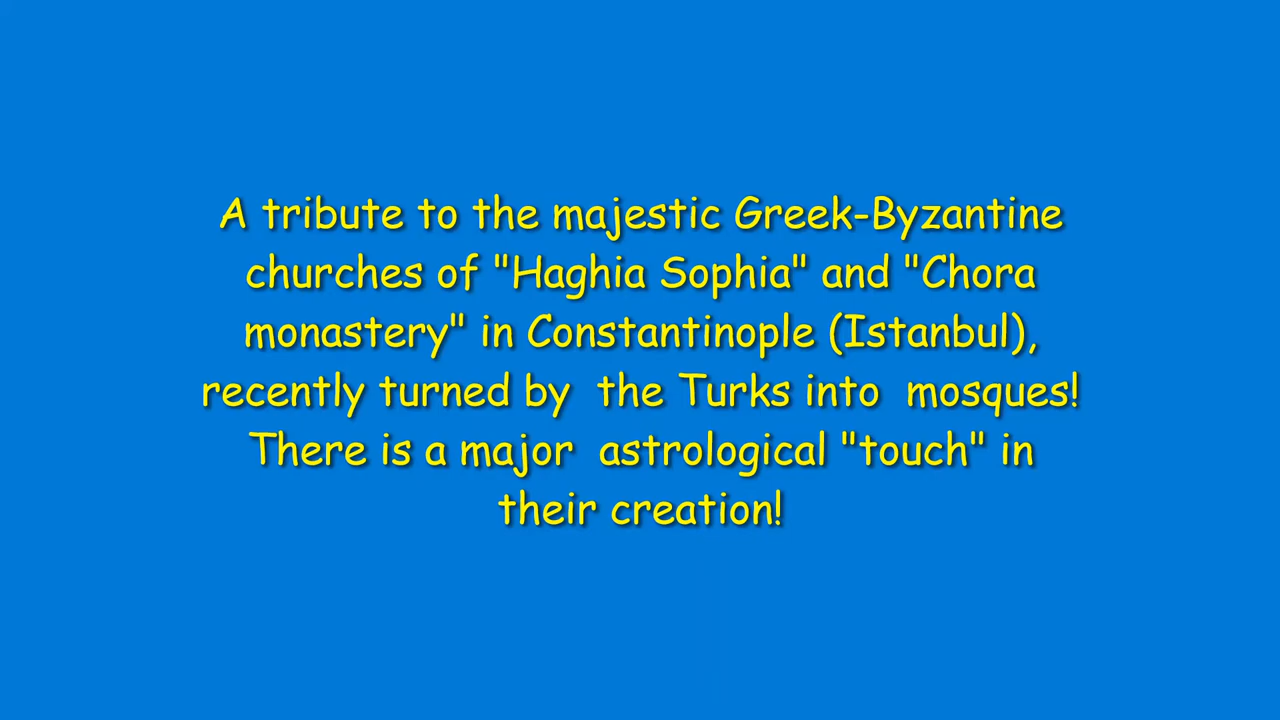 A tribute to the majestic Greek-Byzantine
churches of "Haghia Sophia" and "Chora
monastery" in Constantinople (Istanbul),
recently turned by  the Turks into  mosques!
There is a major  astrological "touch" in
their creation!